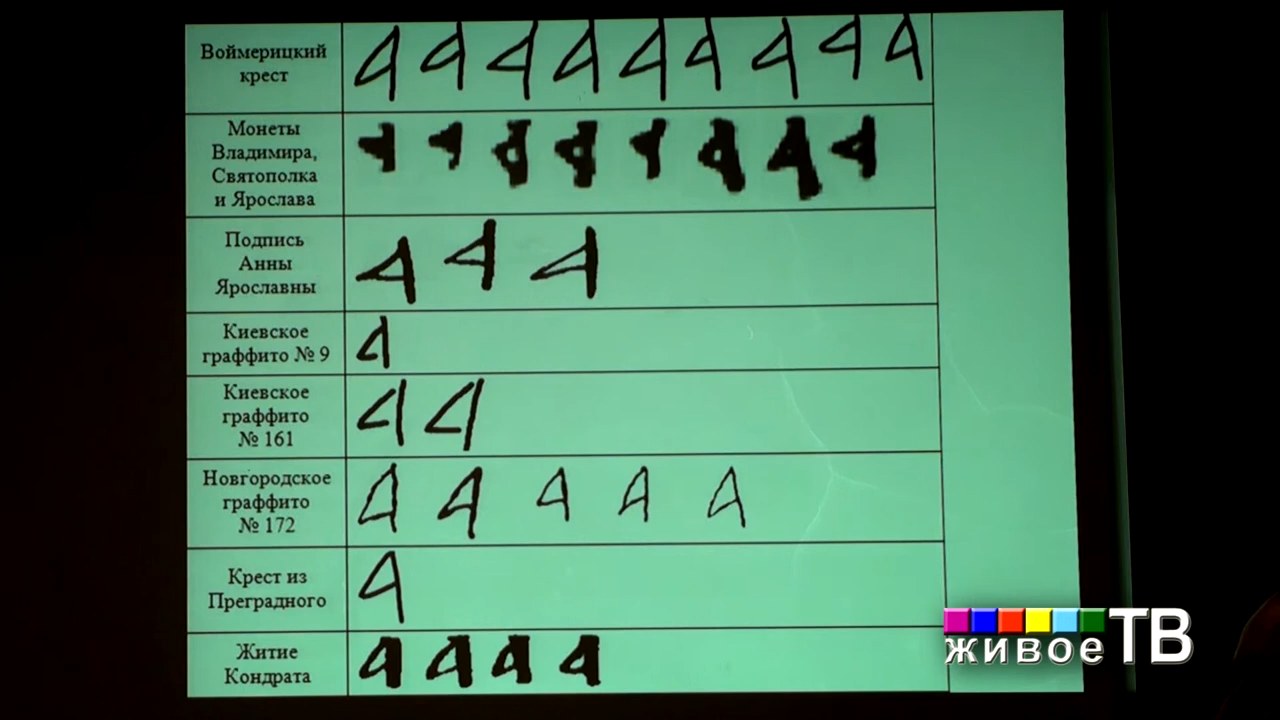 Воймерицкий
крест
Монеты
Владимира,
Святополка
и Ярослава
Подпись
Анны
Ярославны
Киевское
граффито № 9
Киевское
граффито
№ 161
Новгородское
граффито
№ 172
Крест из
Преградного
Житие
Кондрата
живоеТВ